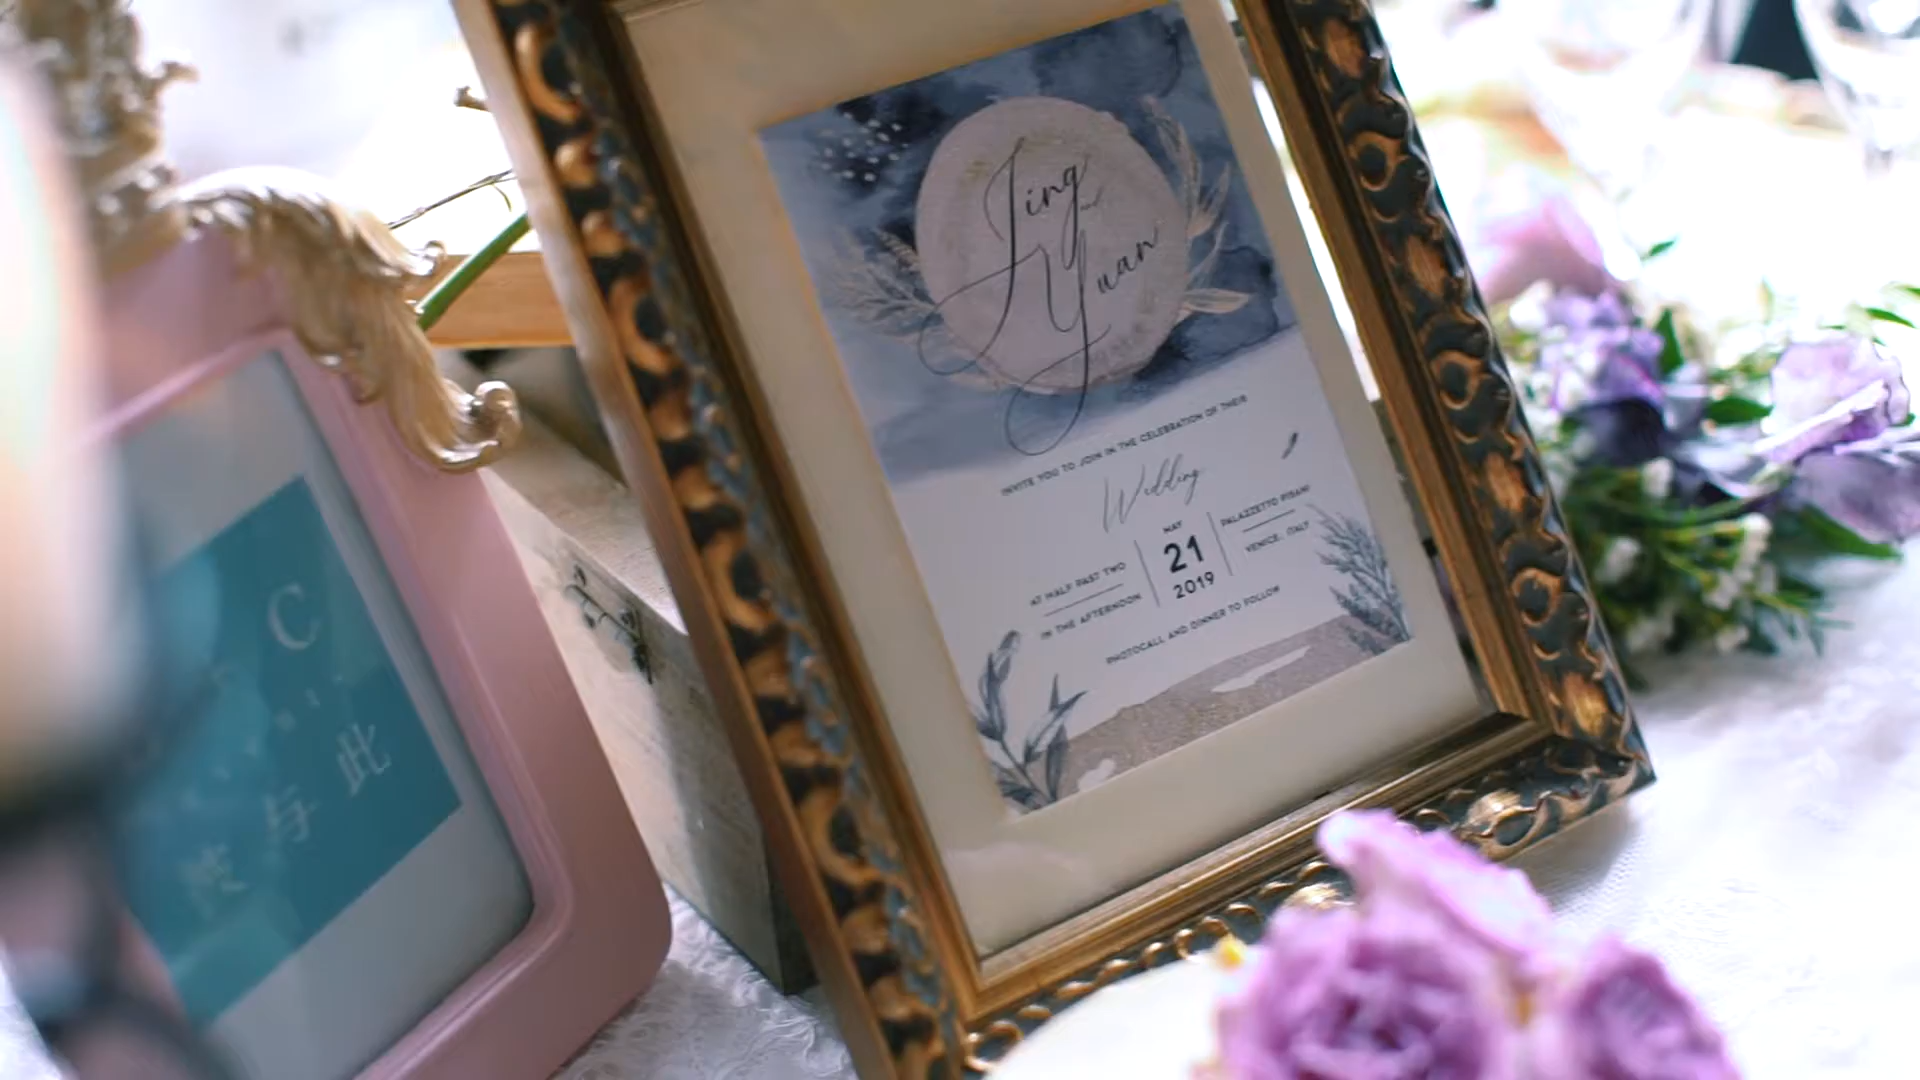 Jing
and
Yuan
INVITE YOU TO JOIN IN THE CELEBRATION OF THEIR
Wedding
AT HALF PAST TWO
IN THE AFTERNOON
MAY
21
2019
PALAZZETTO PISANI
VENICE, ITALY
PHOTOCALL AND DINNER TO FOLLOW
C
此
与